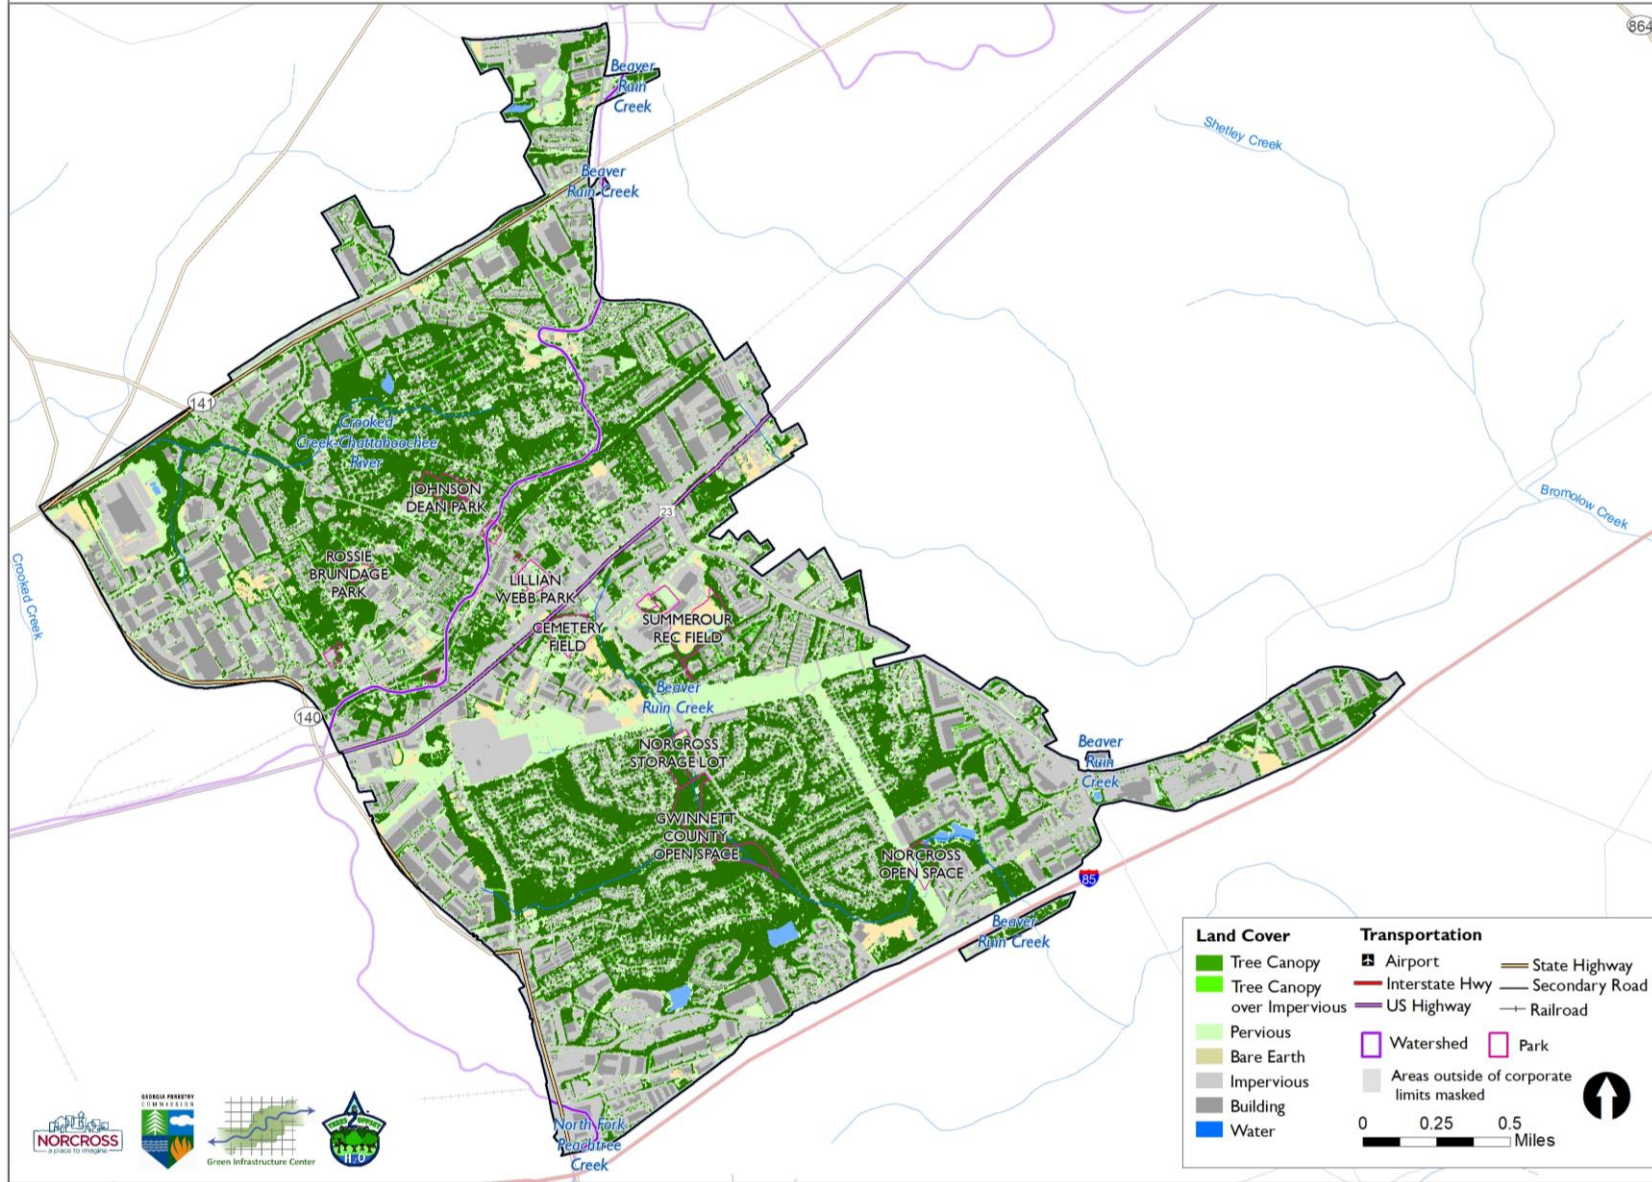 864
Beaver
Ruin
Creek
Shetley Creek
Beaver
Ruin Creek
141
Crooked
Creek-Chattahoochee
River
JOHNSON
DEAN PARK
23
Bromolow Creek
Crooked Creek
ROSSIE
BRUNDAGE
PARK
LILLIAN
WEBB PARK
CEMETERY
FIELD
SUMMEROUR
REC FIELD
Beaver
Ruin Creek
140
NORCROSS
STORAGE LOT
Beaver
Ruin
Creek
GWINNETT
COUNTY
OPEN SPACE
NORCROSS
OPEN SPACE
85
Beaver
Ruin Creek
North Fork
Peachtree
Creek
Land Cover
Tree Canopy
Tree Canopy
over Impervious
Pervious
Bare Earth
Impervious
Building
Water
Transportation
Airport
Interstate Hwy
US Highway
State Highway
Secondary Road
Railroad
Watershed
Park
Areas outside of corporate
limits masked
0 0.25 0.5
Miles
NORCROSS
a place to imagine
GEORGIA FORESTRY
COMMISSION
Green Infrastructure Center
TREES 2 OFFSET
H2O